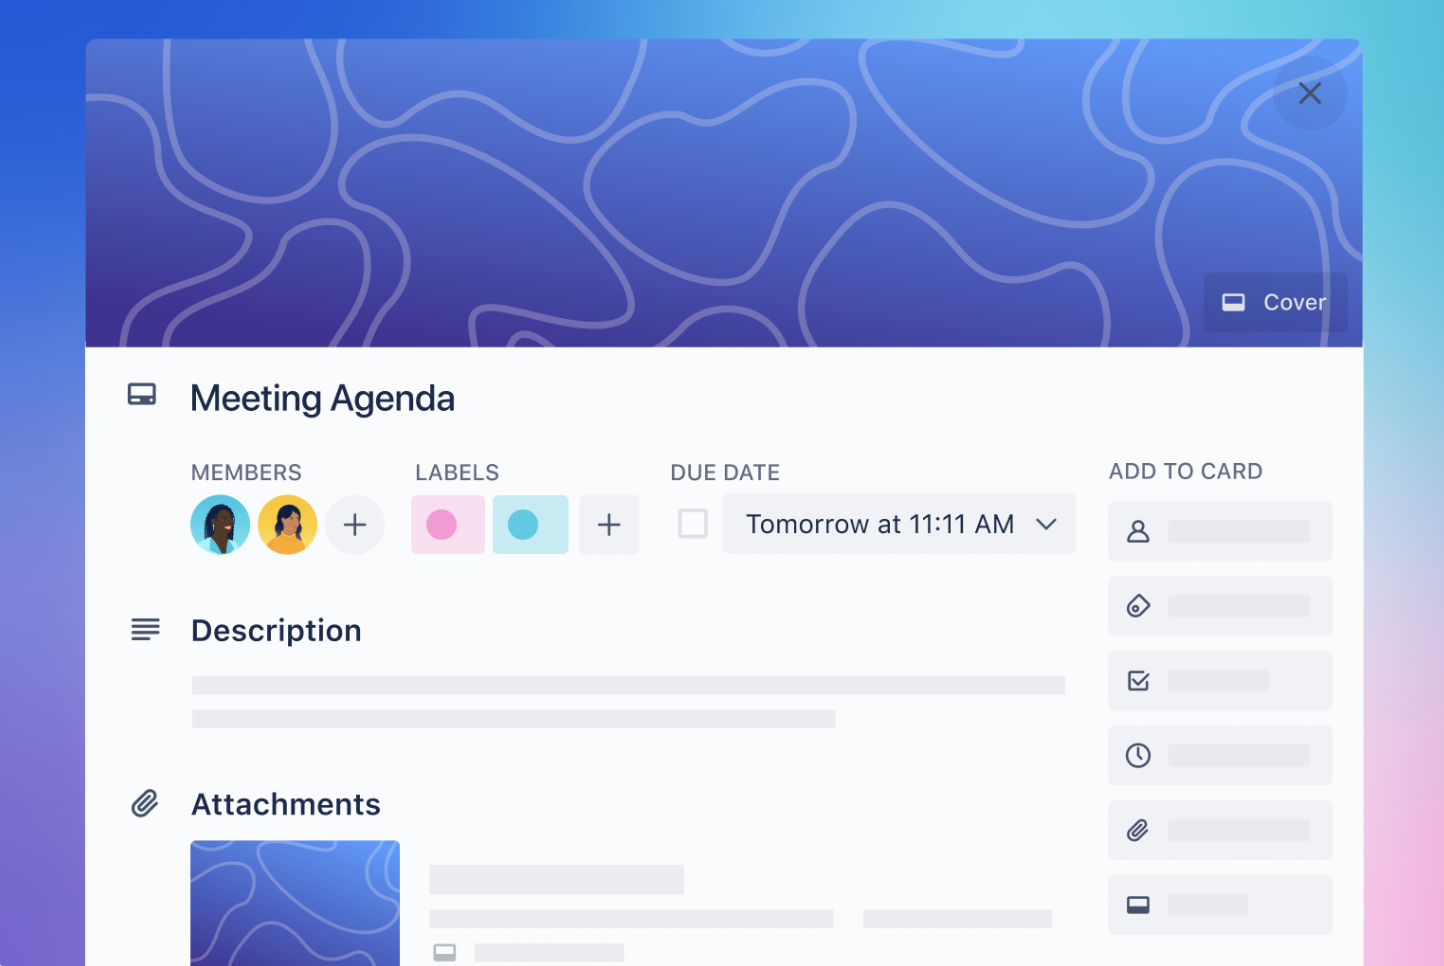 Cover
Meeting Agenda
MEMBERS
LABELS
DUE DATE
Tomorrow at 11:11 AM
ADD TO CARD
Description
Attachments